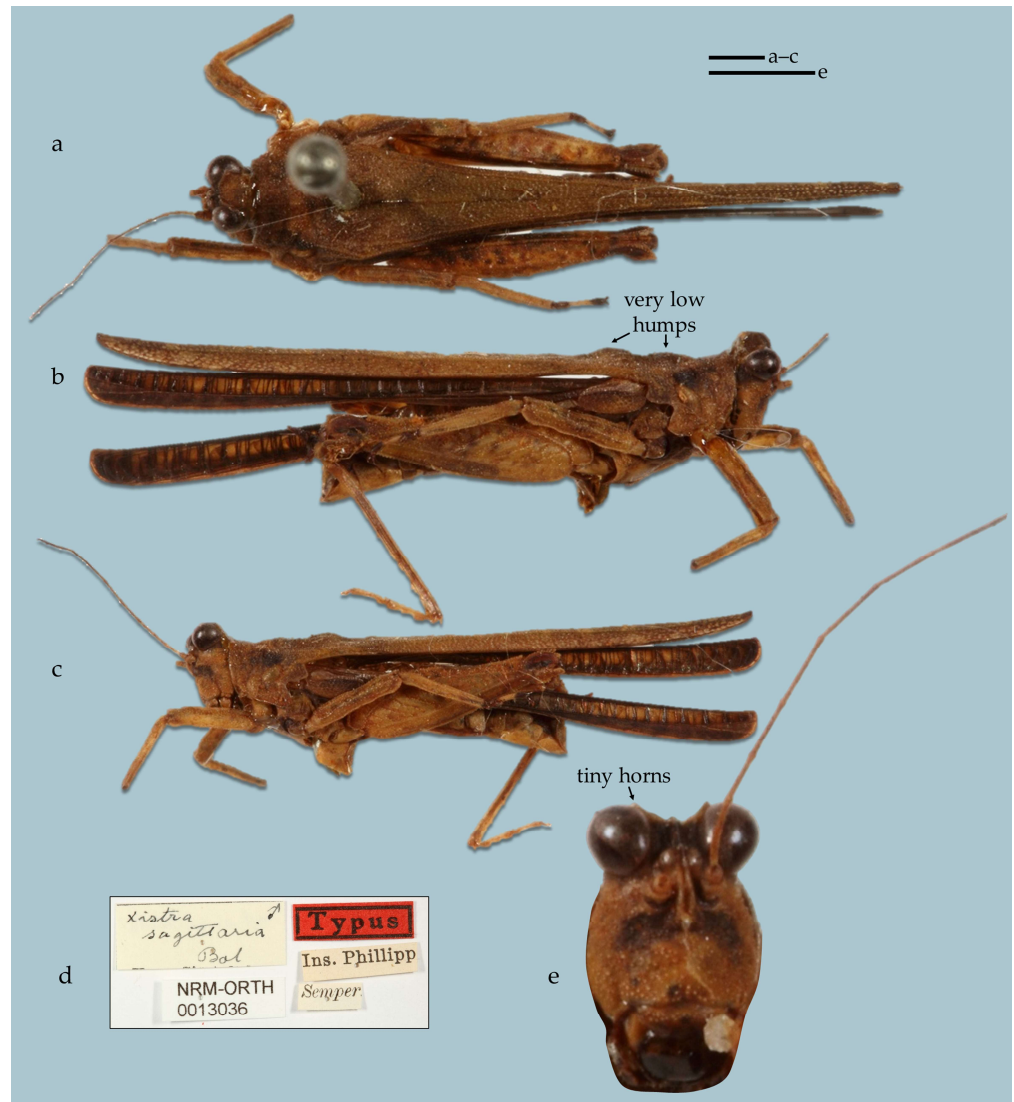 a–c
e
a
very low
humps
b
c
tiny horns
Xistra ♂
sagittaria
Bol
Typus
Ins. Phillipp
Semper.
NRM-ORTH
0013036
d
e